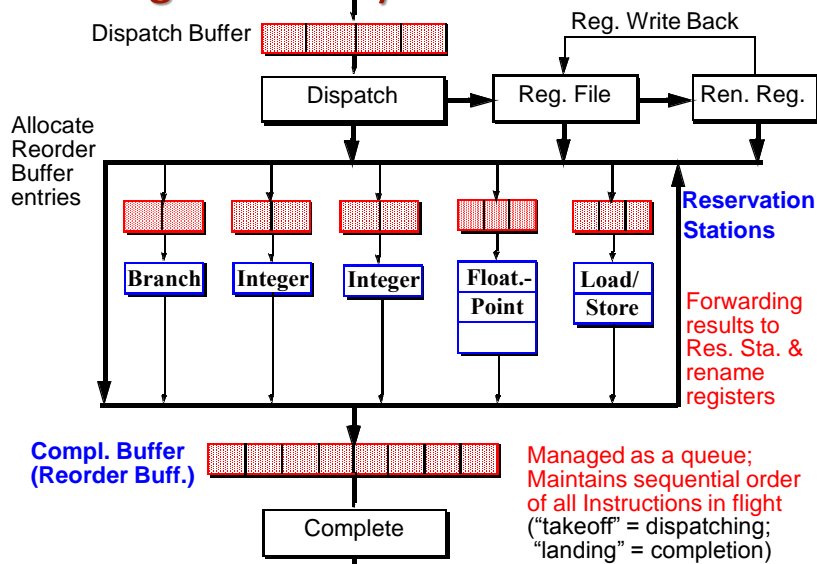 Dispatch Buffer
Reg. Write Back
Dispatch
Reg. File
Ren. Reg.
Allocate
Reorder
Buffer
entries
Reservation
Stations
Branch
Integer
Integer
Float.-
Point
Load/
Store
Forwarding
results to
Res. Sta. &
rename
registers
Compl. Buffer
(Reorder Buff.)
Managed as a queue;
Maintains sequential order
of all Instructions in flight
(“takeoff” = dispatching;
“landing” = completion)
Complete